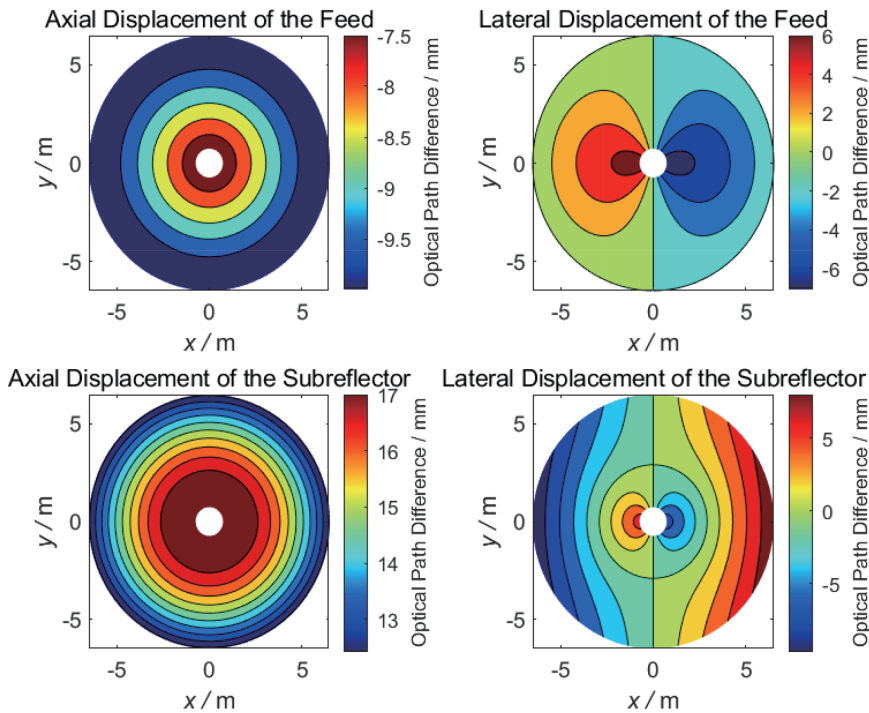 Axial Displacement of the Feed
5
0
-5
y / m
-5
0
5
x / m
-7.5
-8
-8.5
-9
-9.5
Optical Path Difference / mm
Lateral Displacement of the Feed
5
0
-5
y / m
-5
0
5
x / m
6
4
2
0
-2
-4
-6
Optical Path Difference / mm
Axial Displacement of the Subreflector
5
0
-5
y / m
-5
0
5
x / m
17
16
15
14
13
Optical Path Difference / mm
Lateral Displacement of the Subreflector
5
0
-5
y / m
-5
0
5
x / m
5
0
-5
Optical Path Difference / mm